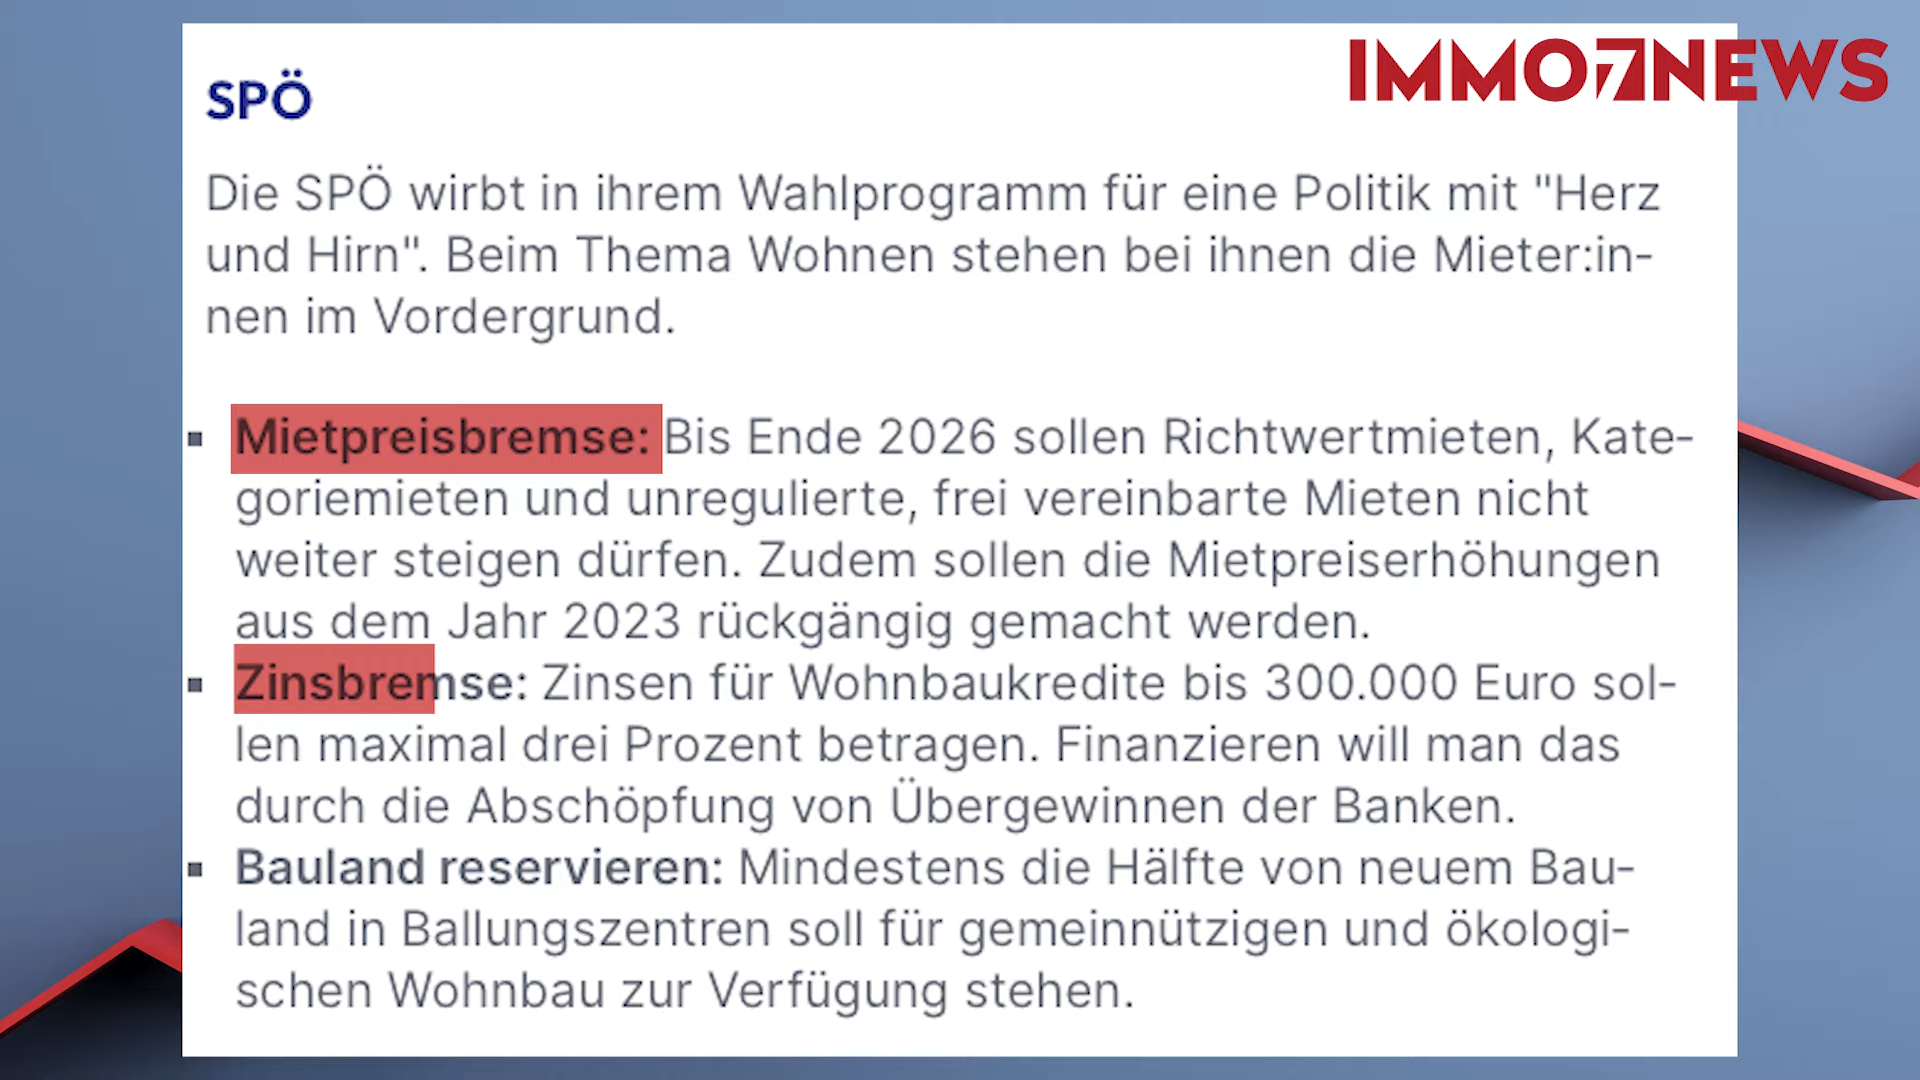 IMMO7NEWS
SPÖ
Die SPÖ wirbt in ihrem Wahlprogramm für eine Politik mit "Herz
und Hirn". Beim Thema Wohnen stehen bei ihnen die Mieter:in-
nen im Vordergrund.
▪ Mietpreisbremse: Bis Ende 2026 sollen Richtwertmieten, Kate-
goriemieten und unregulierte, frei vereinbarte Mieten nicht
weiter steigen dürfen. Zudem sollen die Mietpreiserhöhungen
aus dem Jahr 2023 rückgängig gemacht werden.
▪ Zinsbremse: Zinsen für Wohnbaukredite bis 300.000 Euro sol-
len maximal drei Prozent betragen. Finanzieren will man das
durch die Abschöpfung von Übergewinnen der Banken.
▪ Bauland reservieren: Mindestens die Hälfte von neuem Bau-
land in Ballungszentren soll für gemeinnützigen und ökologi-
schen Wohnbau zur Verfügung stehen.